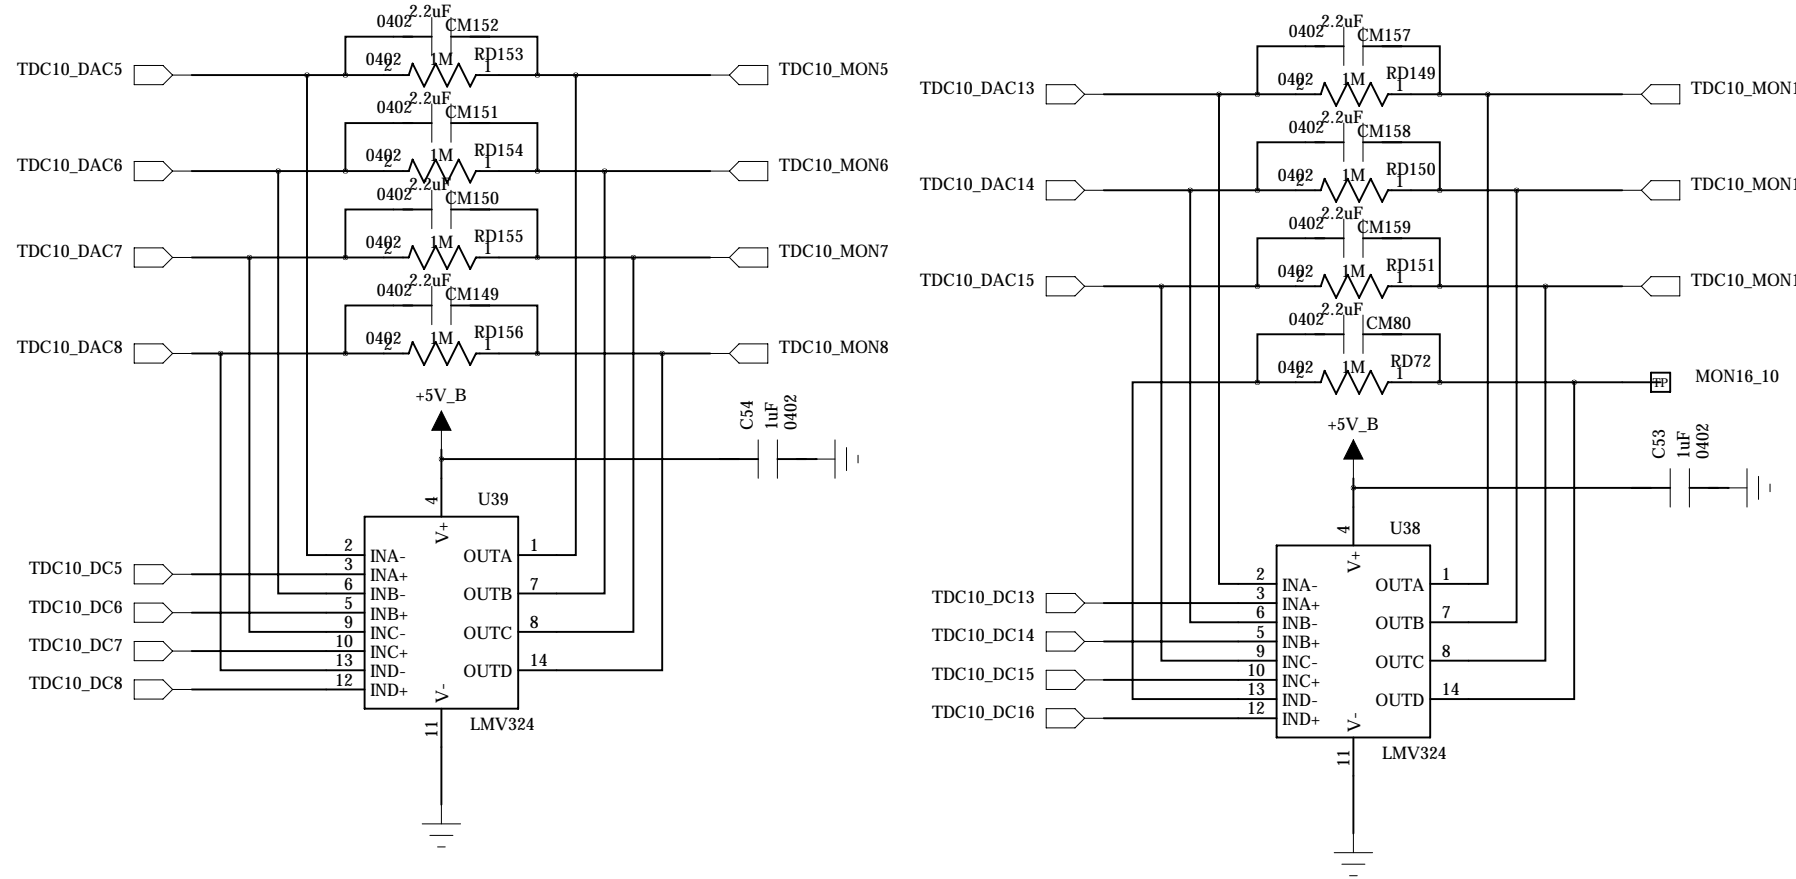 2.2uF
0402 CM152
0402 1M RD153
TDC10_DAC5 2 1 TDC10_MON5
2.2uF
0402 CM151
0402 1M RD154
TDC10_DAC6 2 1 TDC10_MON6
2.2uF
0402 CM150
0402 1M RD155
TDC10_DAC7 2 1 TDC10_MON7
2.2uF
0402 CM149
0402 1M RD156
TDC10_DAC8 2 1 TDC10_MON8
+5V_B
C54
1uF
0402
4 U39
V+
2 INA- OUTA 1
TDC10_DC5 3 INA+
6 INB- OUTB 7
TDC10_DC6 5 INB+
9 INC- OUTC 8
TDC10_DC7 10 INC+
13 IND- OUTD 14
TDC10_DC8 12 IND+
V-
11 LMV324
2.2uF
0402 CM157
0402 1M RD149
TDC10_DAC13 2 1 TDC10_MON1
2.2uF
0402 CM158
0402 1M RD150
TDC10_DAC14 2 1 TDC10_MON1
2.2uF
0402 CM159
0402 1M RD151
TDC10_DAC15 2 1 TDC10_MON1
2.2uF
0402 CM80
0402 1M RD72
2 1 TP MON16_10
+5V_B
C53
1uF
0402
4 U38
V+
2 INA- OUTA 1
TDC10_DC13 3 INA+
6 INB- OUTB 7
TDC10_DC14 5 INB+
9 INC- OUTC 8
TDC10_DC15 10 INC+
13 IND- OUTD 14
TDC10_DC16 12 IND+
V-
11 LMV324